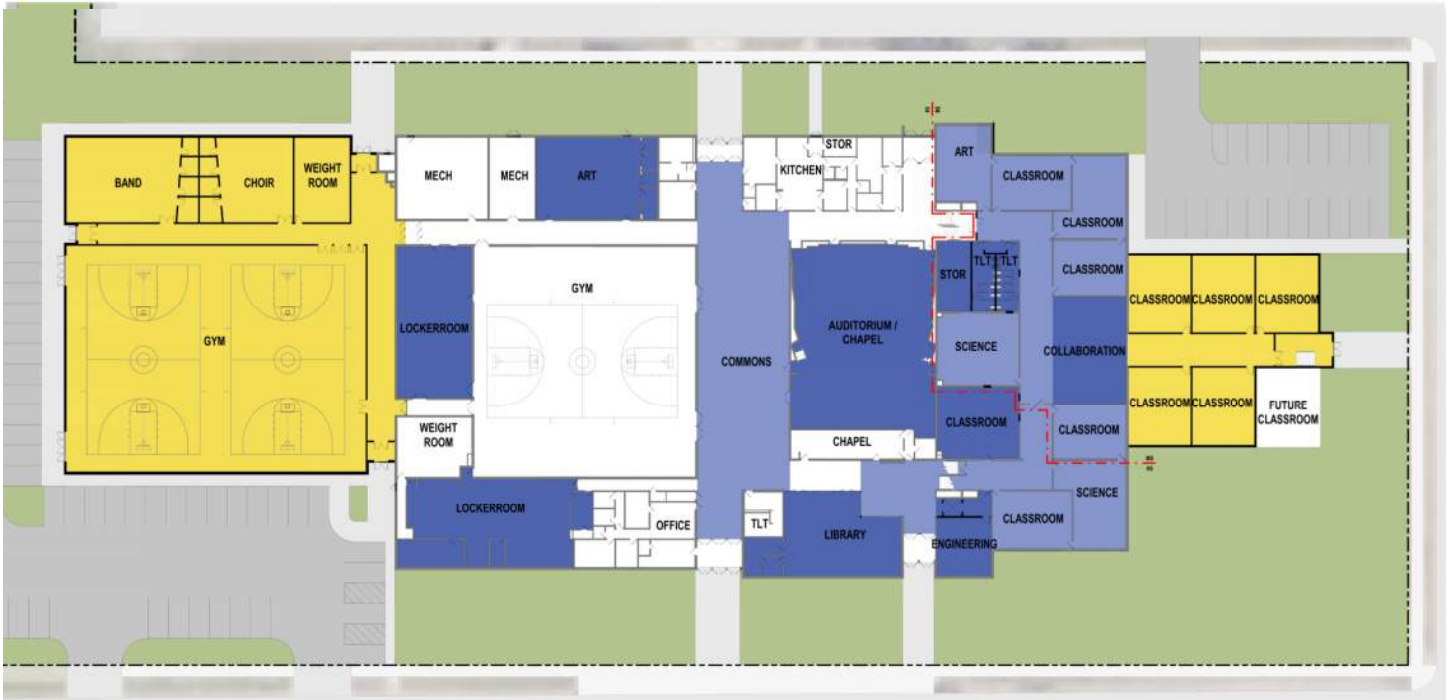 BAND
CHOIR
WEIGHT
ROOM
MECH
MECH
ART
STOR
KITCHEN
ART
CLASSROOM
CLASSROOM
CLASSROOM
STOR
TLT
TLT
GYM
GYM
LOCKERROOM
COMMONS
AUDITORIUM /
CHAPEL
SCIENCE
COLLABORATION
CLASSROOM
CLASSROOM
CLASSROOM
CLASSROOM
CLASSROOM
FUTURE
CLASSROOM
WEIGHT
ROOM
CHAPEL
CLASSROOM
CLASSROOM
LOCKERROOM
OFFICE
TLT
LIBRARY
ENGINEERING
CLASSROOM
SCIENCE